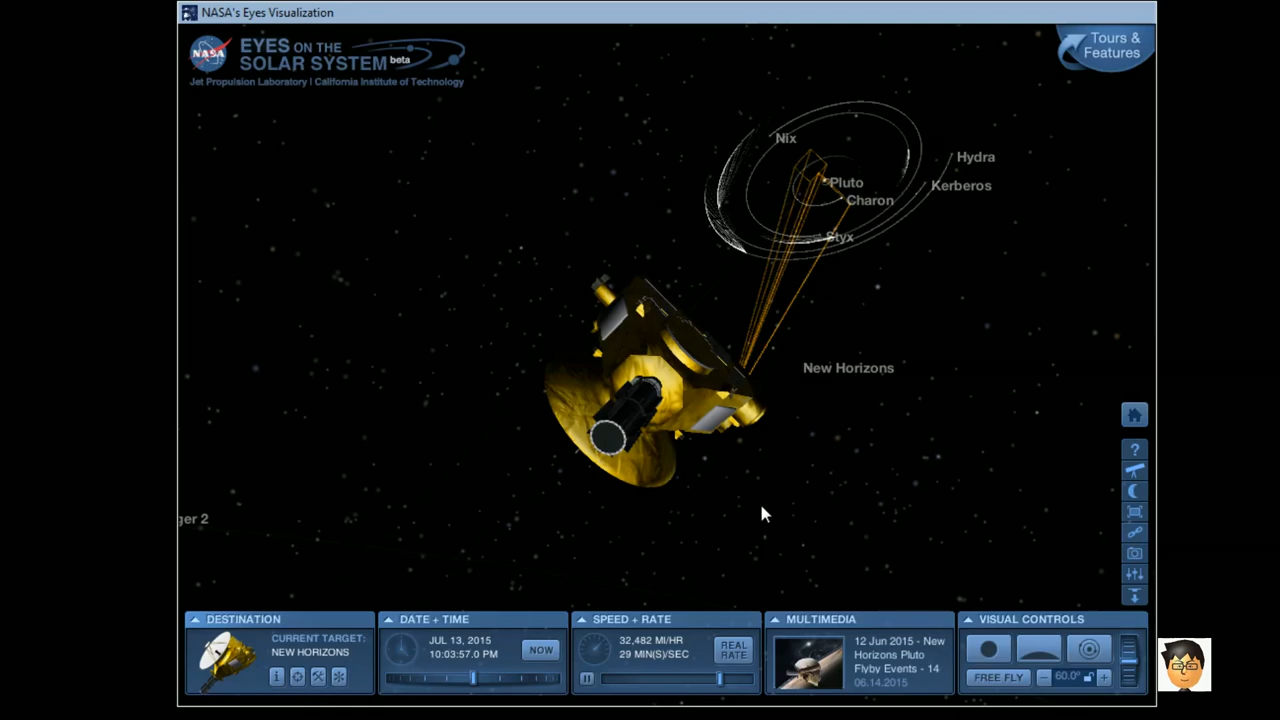 NASA's Eyes Visualization
NASA
EYES ON THE
SOLAR SYSTEM beta
Jet Propulsion Laboratory | California Institute of Technology
Tours &
Features
Nix
Hydra
Pluto
Kerberos
Charon
Styx
New Horizons
ger 2
?
DESTINATION
CURRENT TARGET:
NEW HORIZONS
i
DATE + TIME
JUL 13, 2015
10:03:57.0 PM
NOW
SPEED + RATE
32,482 MI/HR
29 MIN(S)/SEC
REAL
RATE
MULTIMEDIA
12 Jun 2015 - New
Horizons Pluto
Flyby Events - 14
06.14.2015
VISUAL CONTROLS
FREE FLY
60.0°